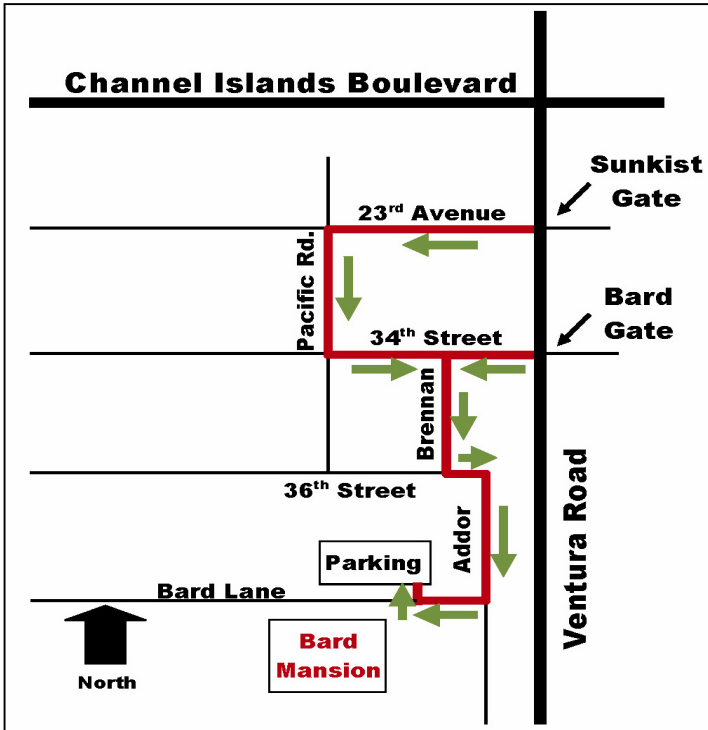 Channel Islands Boulevard
Sunkist
Gate
23rd Avenue
Pacific Rd.
Bard
Gate
34th Street
Brennan
36th Street
Addor
Parking
Bard Lane
Ventura Road
Bard
Mansion
North